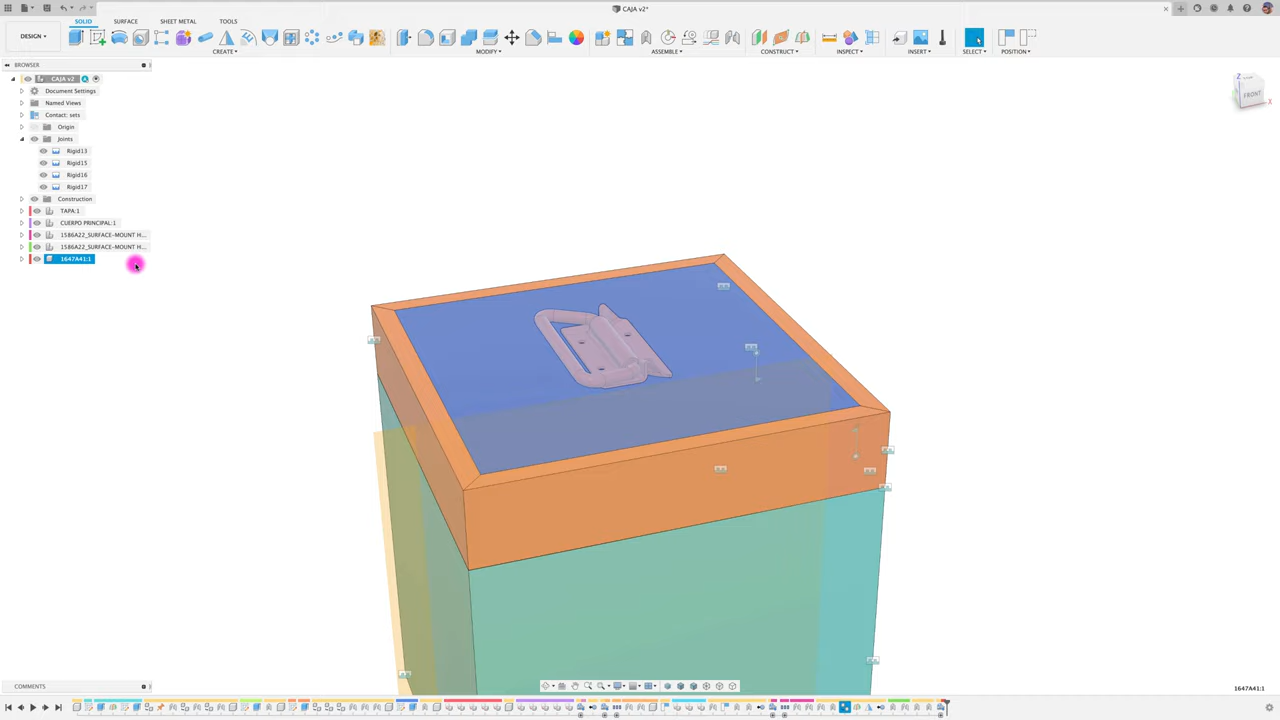 CAJA v2*
DESIGN
SOLID SURFACE SHEET METAL TOOLS
CREATE MODIFY ASSEMBLE CONSTRUCT INSPECT INSERT SELECT POSITION
BROWSER
CAJA v2
Document Settings
Named Views
Contact: sets
Origin
Joints
Rigid13
Rigid15
Rigid16
Rigid17
Construction
TAPA:1
CUERPO PRINCIPAL:1
1586A22_SURFACE-MOUNT H...
1586A22_SURFACE-MOUNT H...
1647A41:1
Z
FRONT
X
COMMENTS
1647A41:1